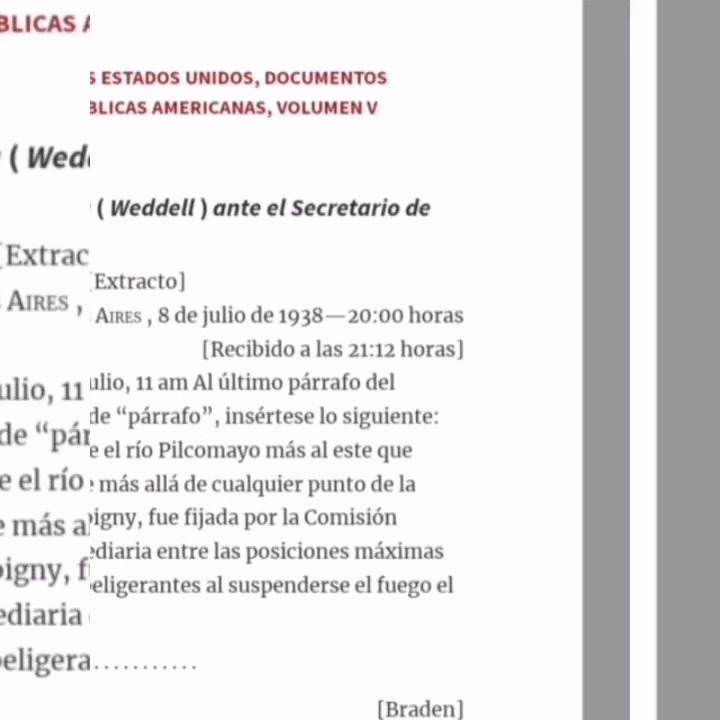 BLICAS A
( Wedd
[Extrac
AIRES ,
ulio, 11
de “pár
e el río
e más a
igny, f
ediaria
eligera
S ESTADOS UNIDOS, DOCUMENTOS
BLICAS AMERICANAS, VOLUMEN V
( Weddell ) ante el Secretario de
[Extracto]
AIRES , 8 de julio de 1938—20:00 horas
[Recibido a las 21:12 horas]
ulio, 11 am Al último párrafo del
de “párrafo”, insértese lo siguiente:
e el río Pilcomayo más al este que
e más allá de cualquier punto de la
igny, fue fijada por la Comisión
ediaria entre las posiciones máximas
eligerantes al suspenderse el fuego el
...........
[Braden]